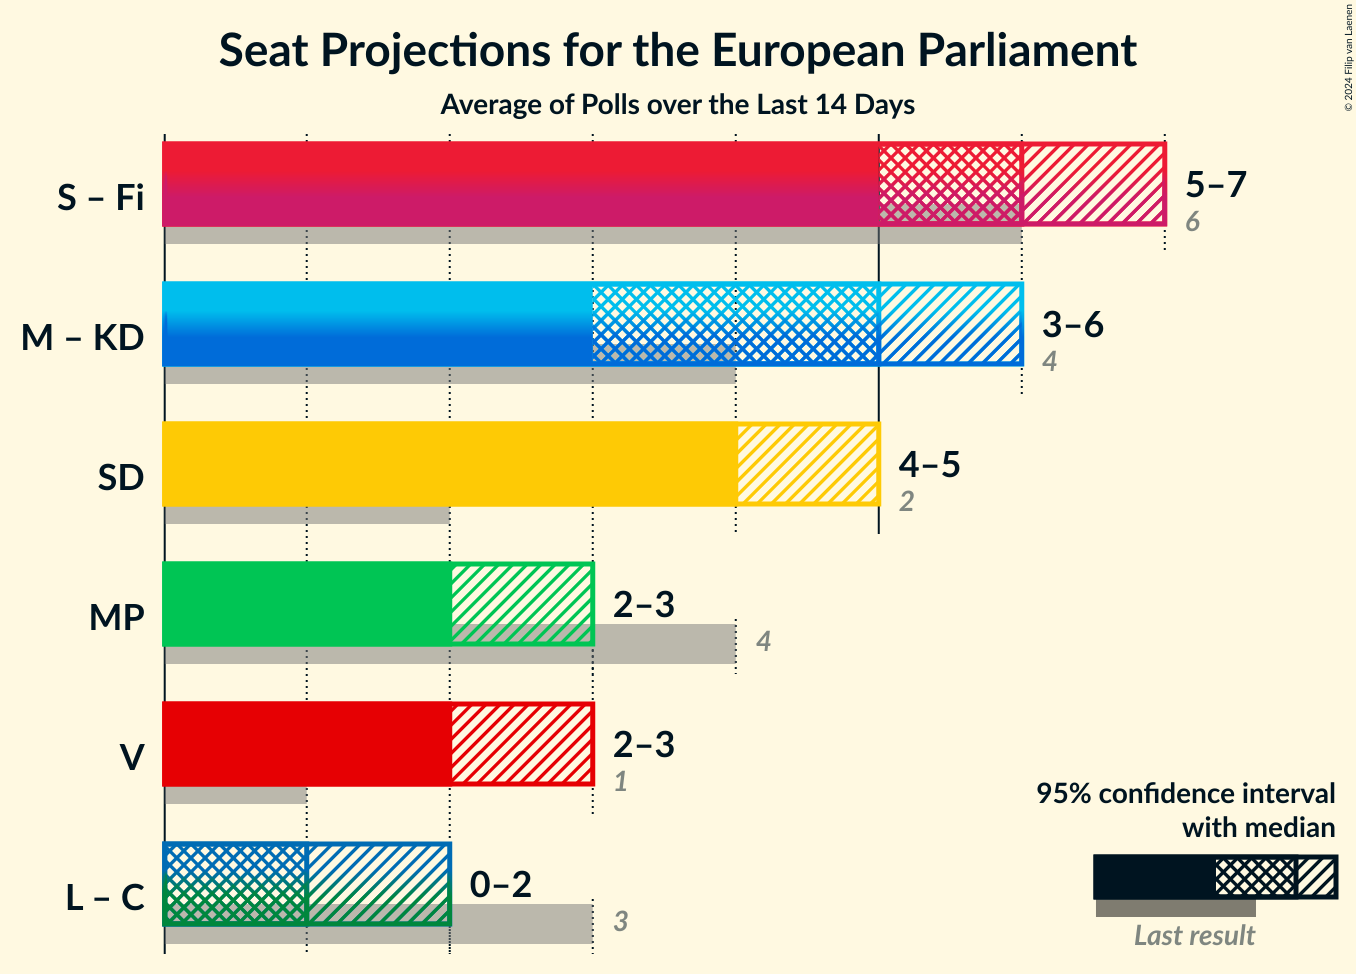 Seat Projections for the European Parliament
Average of Polls over the Last 14 Days
© 2024 Filip van Laenen
S – Fi
5–7
6
M – KD
3–6
4
SD
4–5
2
MP
2–3
4
V
2–3
1
L – C
0–2
3
95% confidence interval
with median
Last result